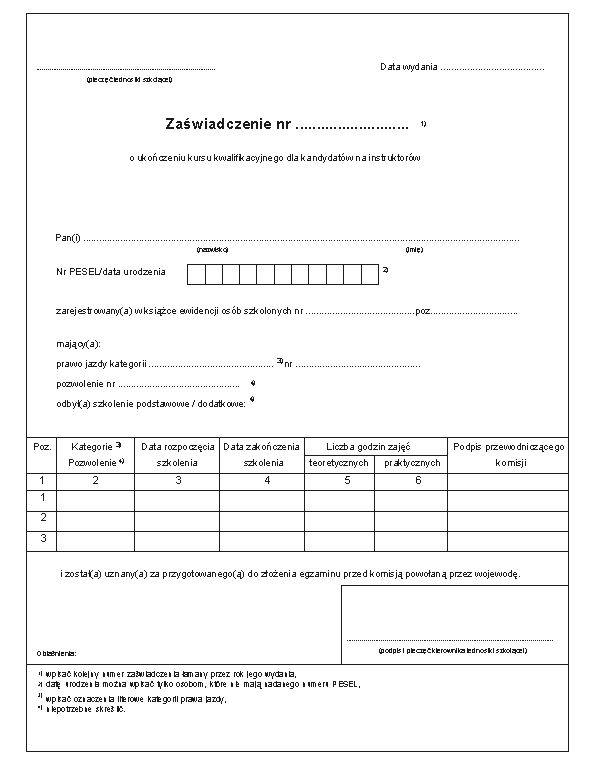 .................................................................... Data wydania .......................................
(pieczęć jednostki szkolącej)
Zaświadczenie nr ........................... 1)
o ukończeniu kursu kwalifikacyjnego dla kandydatów na instruktorów
Pan(i) ....................................................................................................................................................................
(nazwisko) (imię)
Nr PESEL/data urodzenia 2)
zarejestrowany(a) w książce ewidencji osób szkolonych nr .........................................poz.................................
mający(a):
prawo jazdy kategorii ............................................... 3) nr ...............................................
pozwolenie nr .............................................. 4)
odbył(a) szkolenie podstawowe / dodatkowe: 4)
Poz. Kategorie 3) Data rozpoczęcia Data zakończenia Liczba godzin zajęć Podpis przewodniczącego
Pozwolenie 4) szkolenia szkolenia teoretycznych praktycznych komisji
1 2 3 4 5 6
1
2
3
i został(a) uznany(a) za przygotowanego(ą) do złożenia egzaminu przed komisją powołaną przez wojewodę.
...............................................................................
Objaśnienia: (podpis i pieczęć kierownika jednostki szkolącej)
1) wpisać kolejny numer zaświadczenia łamany przez rok jego wydania,
2) datę urodzenia można wpisać tylko osobom, które nie mają nadanego numeru PESEL,
3) wpisać oznaczenia literowe kategorii prawa jazdy,
4) niepotrzebne skreślić.